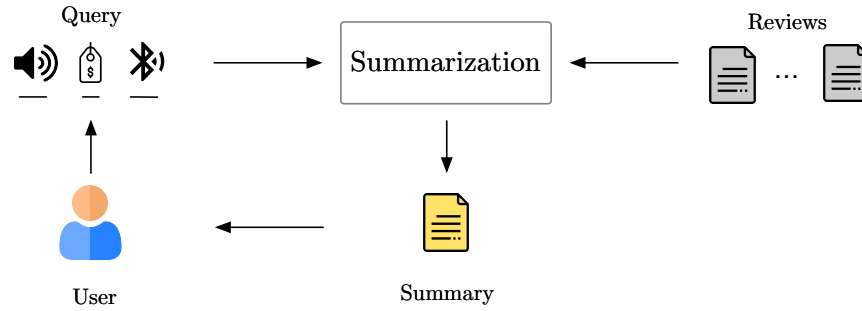 Query
Reviews
$
Summarization
...
User
Summary